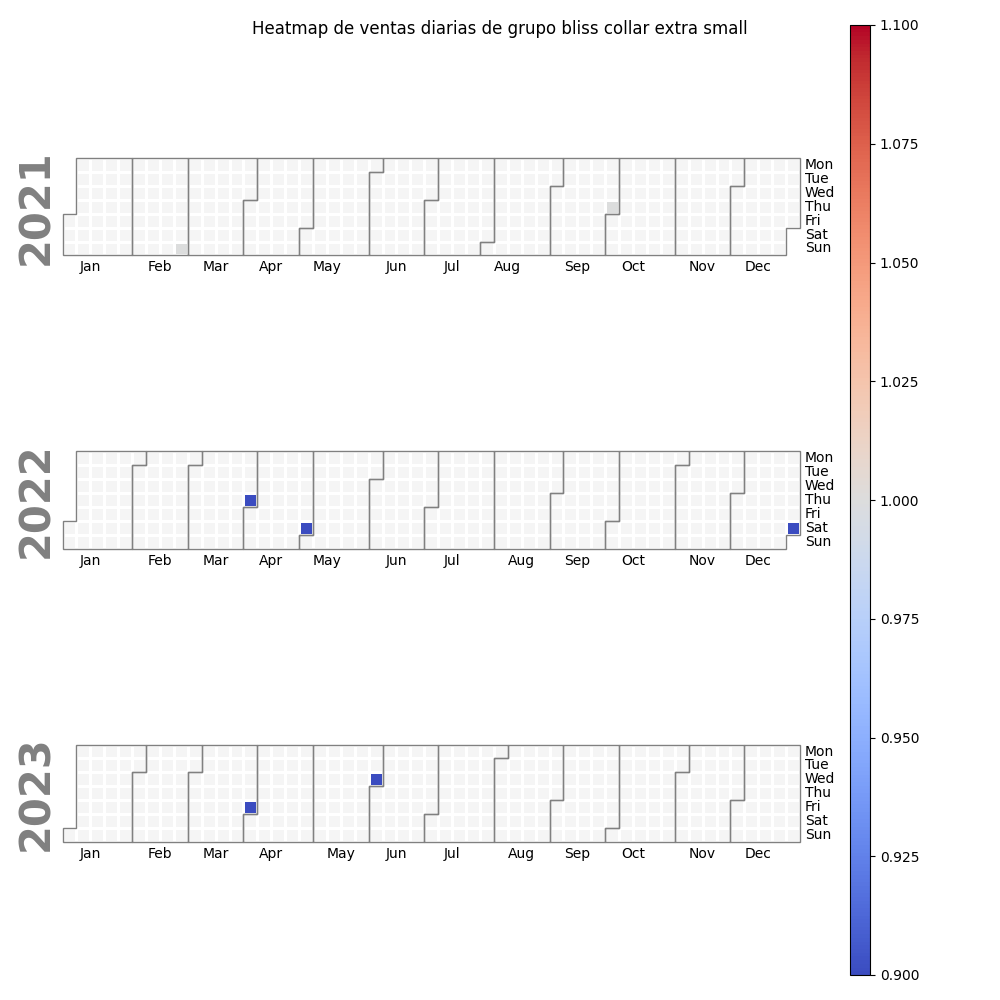 Heatmap de ventas diarias de grupo bliss collar extra small
1.100
1.075
1.050
1.025
1.000
0.975
0.950
0.925
0.900
2021
Mon
Tue
Wed
Thu
Fri
Sat
Sun
Jan Feb Mar Apr May Jun Jul Aug Sep Oct Nov Dec
2022
Mon
Tue
Wed
Thu
Fri
Sat
Sun
Jan Feb Mar Apr May Jun Jul Aug Sep Oct Nov Dec
2023
Mon
Tue
Wed
Thu
Fri
Sat
Sun
Jan Feb Mar Apr May Jun Jul Aug Sep Oct Nov Dec